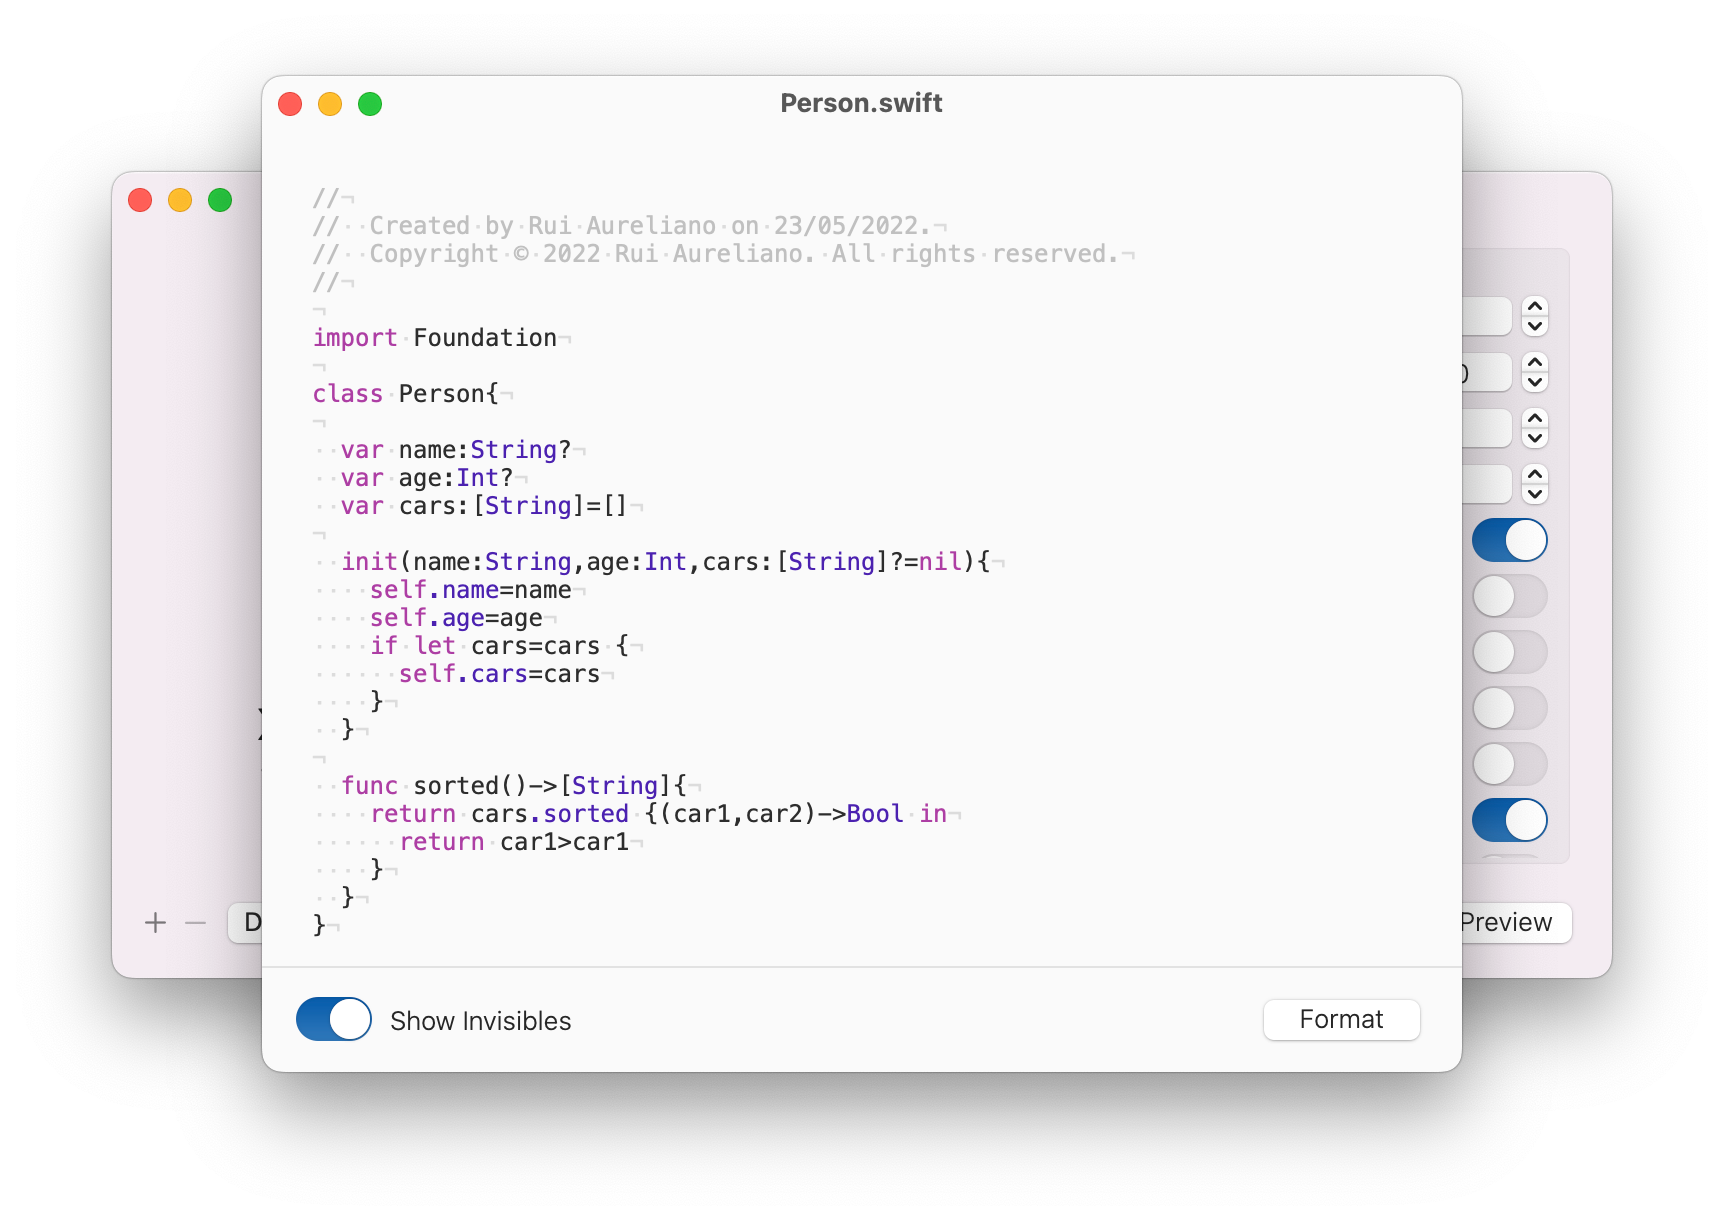 Person.swift
//
//  Created by Rui Aureliano on 23/05/2022.
//  Copyright © 2022 Rui Aureliano. All rights reserved.
//
import Foundation
class Person{
  var name:String?
  var age:Int?
  var cars:[String]=[]
  init(name:String,age:Int,cars:[String]?=nil){
    self.name=name
    self.age=age
    if let cars=cars {
      self.cars=cars
    }
  }
  func sorted()->[String]{
    return cars.sorted {(car1,car2)->Bool in
      return car1>car1
    }
  }
}
Preview
Show Invisibles
Format